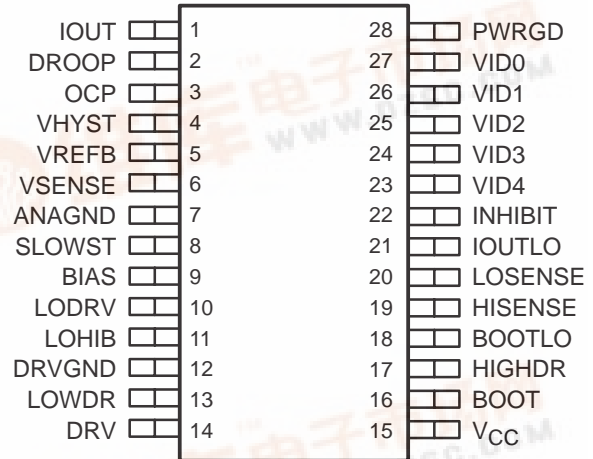 IOUT 1 28 PWRGD
DROOP 2 27 VID0
OCP 3 26 VID1
VHYST 4 25 VID2
VREFB 5 24 VID3
VSENSE 6 23 VID4
ANAGND 7 22 INHIBIT
SLOWST 8 21 IOUTLO
BIAS 9 20 LOSENSE
LODRV 10 19 HISENSE
LOHIB 11 18 BOOTLO
DRVGND 12 17 HIGHDR
LOWDR 13 16 BOOT
DRV 14 15 VCC